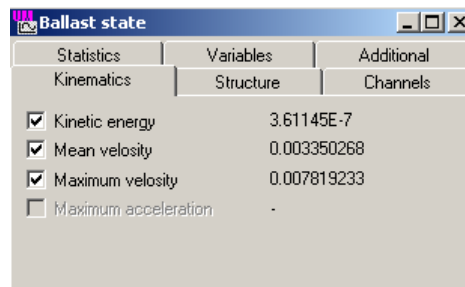 Ballast state
Statistics Variables Additional
Kinematics Structure Channels
Kinetic energy 3.61145E-7
Mean velosity 0.003350268
Maximum velosity 0.007819233
Maximum acceleration -